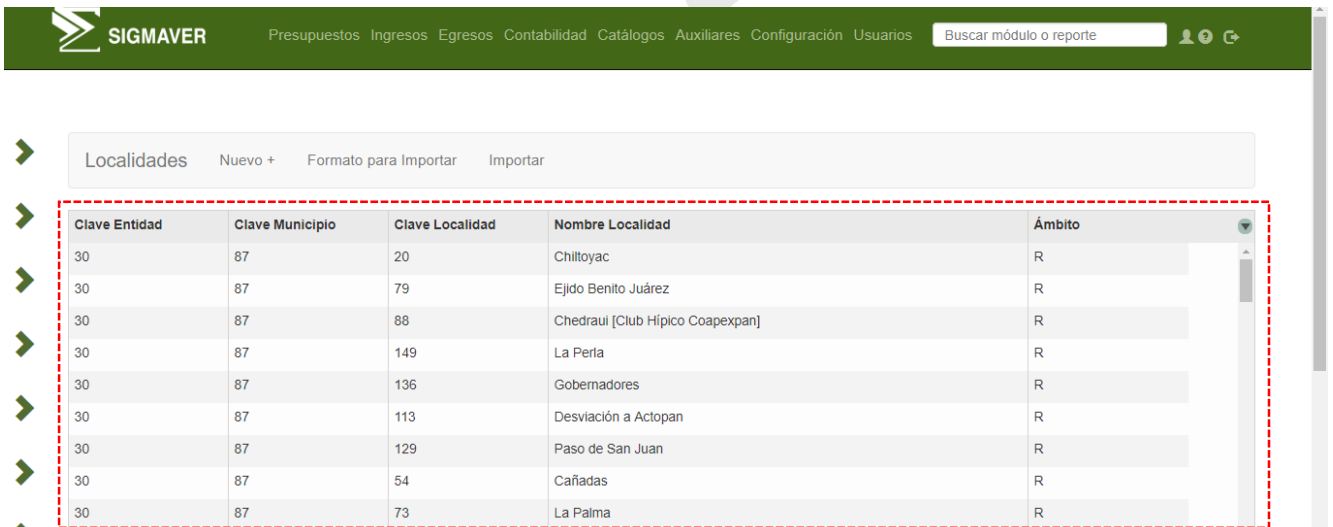 SIGMAVER Presupuestos Ingresos Egresos Contabilidad Catálogos Auxiliares Configuración Usuarios Buscar módulo o reporte
Localidades Nuevo + Formato para Importar Importar
Clave Entidad Clave Municipio Clave Localidad Nombre Localidad Ámbito
30 87 20 Chiltoyac R
30 87 79 Ejido Benito Juárez R
30 87 88 Chedraui [Club Hípico Coapexpan] R
30 87 149 La Perla R
30 87 136 Gobernadores R
30 87 113 Desviación a Actopan R
30 87 129 Paso de San Juan R
30 87 54 Cañadas R
30 87 73 La Palma R